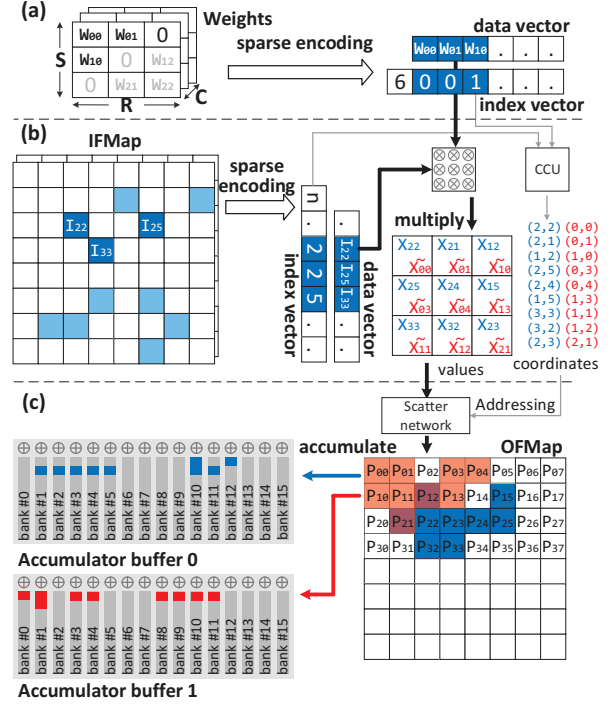 (a)
Weights
W00 W01 0
W10 0 W12
0 W21 W22
S
R
C
sparse encoding
data vector
W00 W01 W10 . . .
6 0 0 1 . . .
index vector
(b)
IFMap
I22 I25
I33
sparse
encoding
n . 2 2 5 . .
index vector
. I22 I25 I33 . .
data vector
CCU
multiply
X22 X21 X12
X̃00 X̃01 X̃10
X25 X24 X15
X̃03 X̃04 X̃13
X33 X32 X23
X̃11 X̃12 X̃21
values
(2,2) (0,0)
(2,1) (0,1)
(1,2) (1,0)
(2,5) (0,3)
(2,4) (0,4)
(1,5) (1,3)
(3,3) (1,1)
(3,2) (1,2)
(2,3) (2,1)
coordinates
(c)
Scatter
network
Addressing
accumulate
OFMap
P00 P01 P02 P03 P04 P05 P06 P07
P10 P11 P12 P13 P14 P15 P16 P17
P20 P21 P22 P23 P24 P25 P26 P27
P30 P31 P32 P33 P34 P35 P36 P37
bank #0 bank #1 bank #2 bank #3 bank #4 bank #5 bank #6 bank #7 bank #8 bank #9 bank #10 bank #11 bank #12 bank #13 bank #14 bank #15
Accumulator buffer 0
bank #0 bank #1 bank #2 bank #3 bank #4 bank #5 bank #6 bank #7 bank #8 bank #9 bank #10 bank #11 bank #12 bank #13 bank #14 bank #15
Accumulator buffer 1